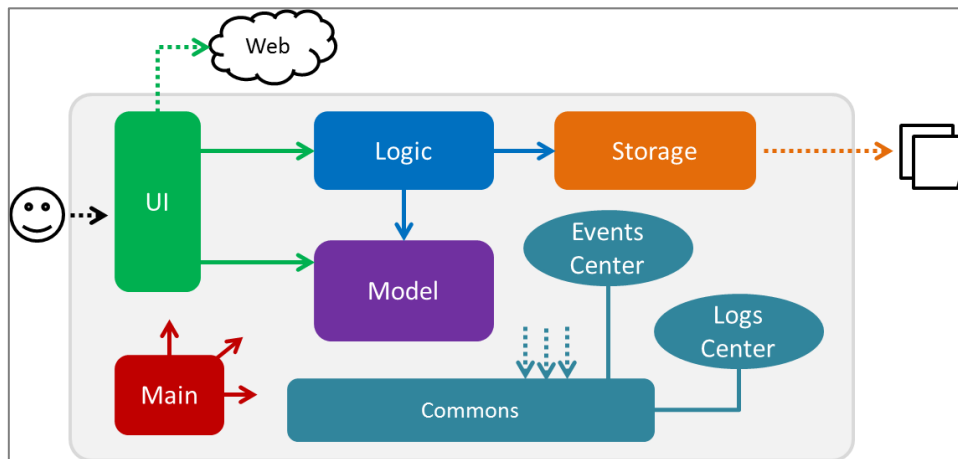 Web
Logic
Storage
UI
Events
Center
Model
Logs
Center
Main
Commons